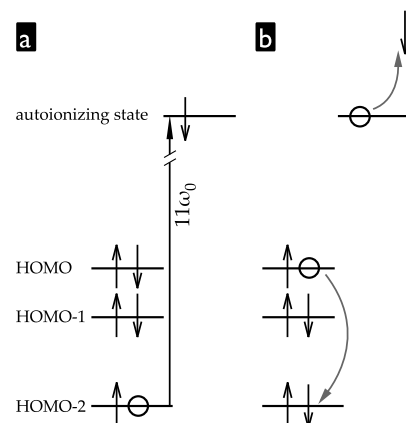 a b
autoionizing state
11ω₀
HOMO
HOMO-1
HOMO-2